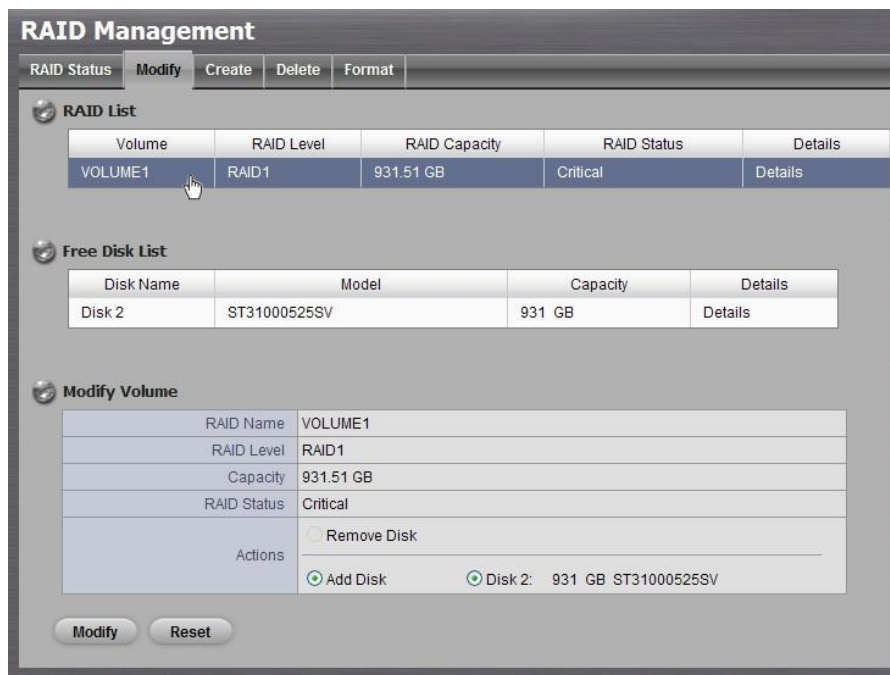 RAID Management
RAID Status Modify Create Delete Format
RAID List
Volume RAID Level RAID Capacity RAID Status Details
VOLUME1 RAID1 931.51 GB Critical Details
Free Disk List
Disk Name Model Capacity Details
Disk 2 ST31000525SV 931 GB Details
Modify Volume
RAID Name VOLUME1
RAID Level RAID1
Capacity 931.51 GB
RAID Status Critical
Actions Remove Disk
Add Disk Disk 2: 931 GB ST31000525SV
Modify Reset